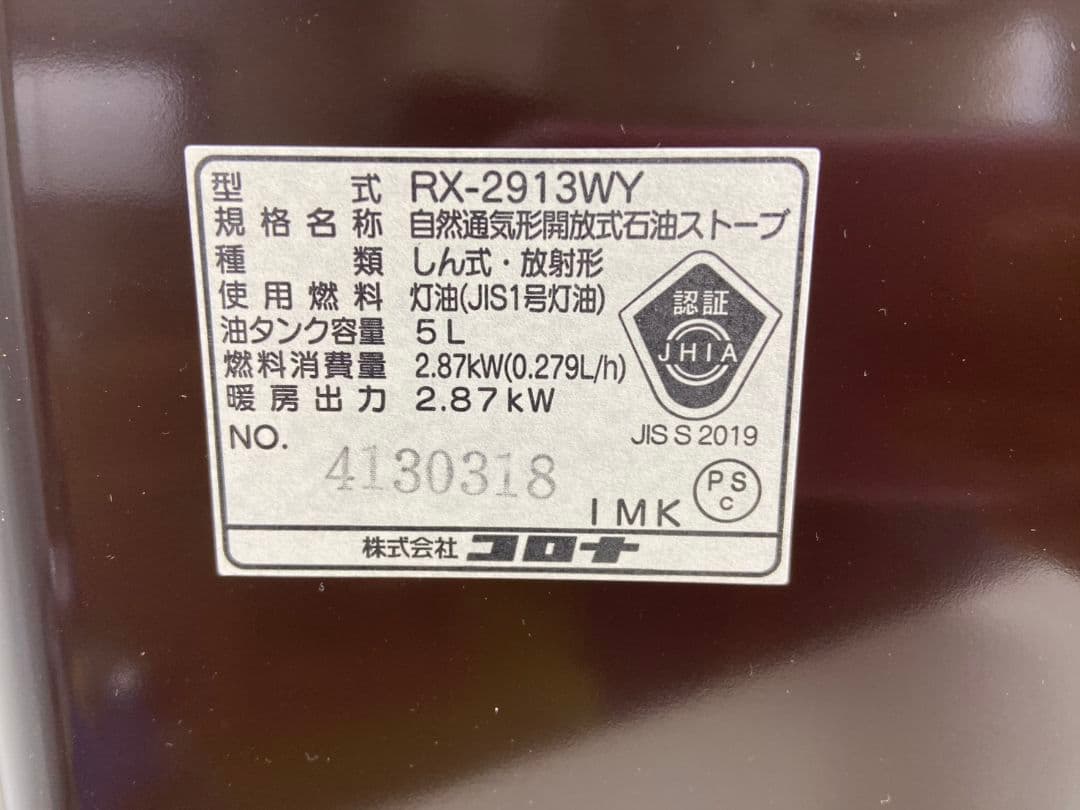 型式 RX-2913WY
規格名称 自然通気形開放式石油ストーブ
種類 しん式・放射形
使用燃料 灯油(JIS1号灯油)
油タンク容量 5L
燃料消費量 2.87kW(0.279L/h)
暖房出力 2.87kW
認証
JHIA
JIS S 2019
NO. 4130318
IMK
PS
C
株式会社 コロナ